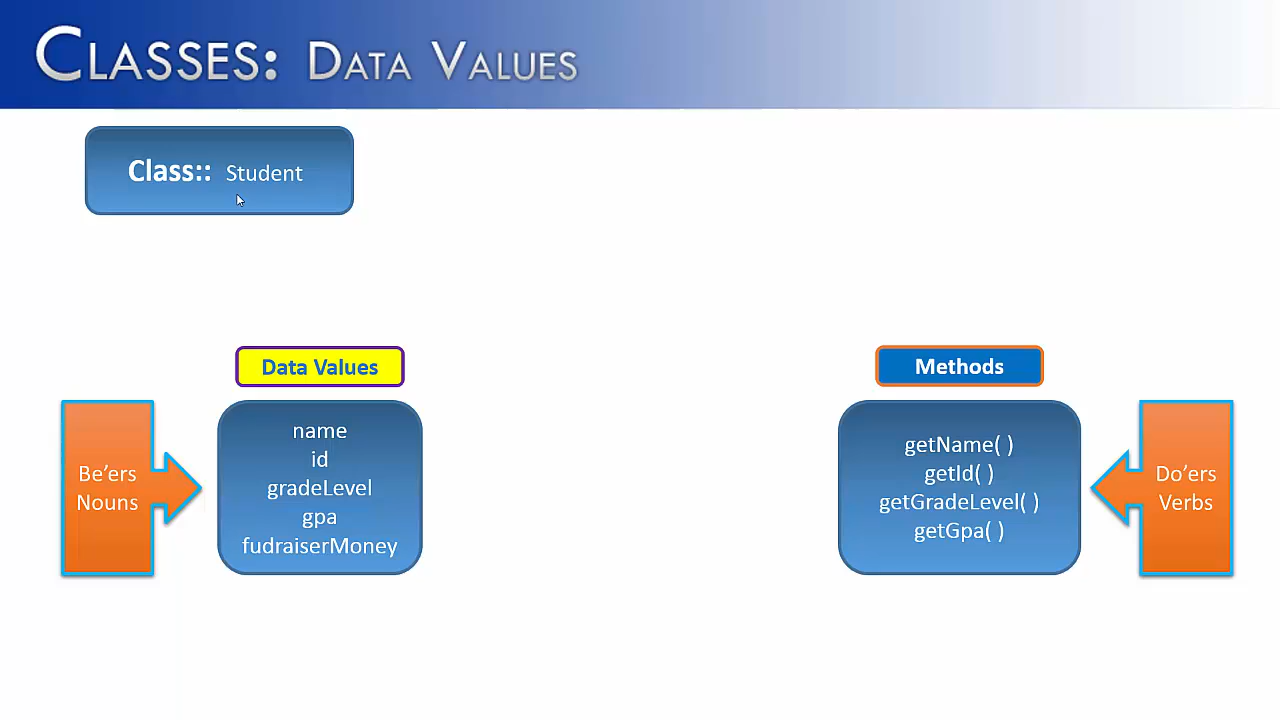 CLASSES: DATA VALUES
Class:: Student
Data Values
Methods
Be'ers
Nouns
name
id
gradeLevel
gpa
fudraiserMoney
getName( )
getId( )
getGradeLevel( )
getGpa( )
Do'ers
Verbs